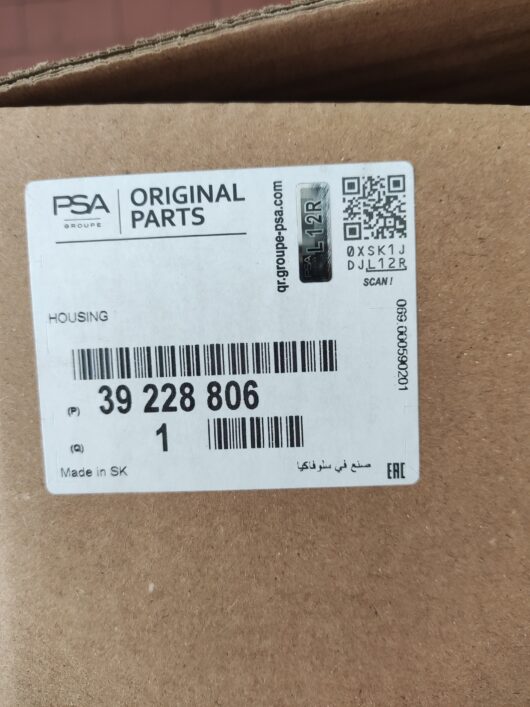 PSA
GROUPE
ORIGINAL
PARTS
qr.groupe-psa.com
L12R
0XSK1J
DJL12R
SCAN!
069 000590201
HOUSING
(P) 39 228 806
(Q) 1
Made in SK
صنع في سلوفاكيا
EAC